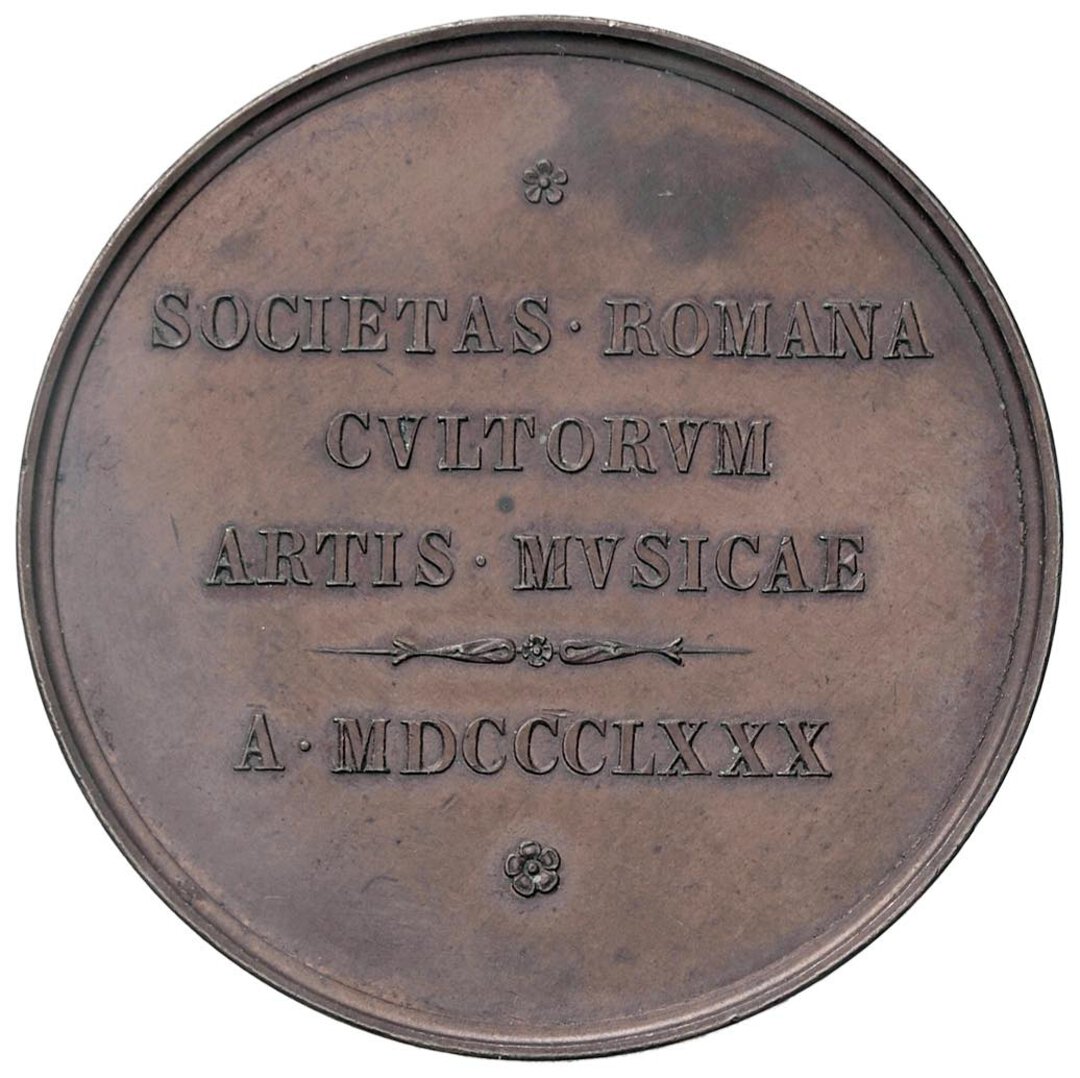 SOCIETAS · ROMANA
CVLTORVM
ARTIS · MVSICAE
A · MDCCCLXXX